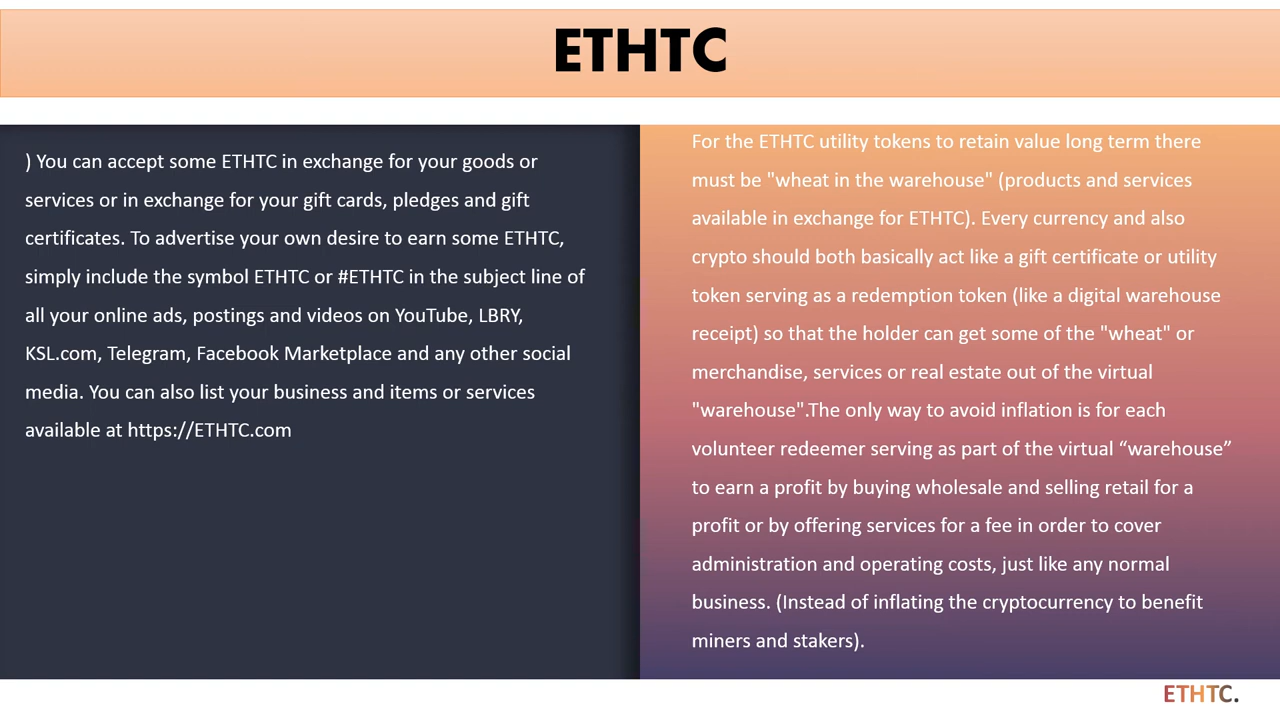 ETHTC
) You can accept some ETHTC in exchange for your goods or
services or in exchange for your gift cards, pledges and gift
certificates. To advertise your own desire to earn some ETHTC,
simply include the symbol ETHTC or #ETHTC in the subject line of
all your online ads, postings and videos on YouTube, LBRY,
KSL.com, Telegram, Facebook Marketplace and any other social
media. You can also list your business and items or services
available at https://ETHTC.com
For the ETHTC utility tokens to retain value long term there
must be "wheat in the warehouse" (products and services
available in exchange for ETHTC). Every currency and also
crypto should both basically act like a gift certificate or utility
token serving as a redemption token (like a digital warehouse
receipt) so that the holder can get some of the "wheat" or
merchandise, services or real estate out of the virtual
"warehouse".The only way to avoid inflation is for each
volunteer redeemer serving as part of the virtual “warehouse”
to earn a profit by buying wholesale and selling retail for a
profit or by offering services for a fee in order to cover
administration and operating costs, just like any normal
business. (Instead of inflating the cryptocurrency to benefit
miners and stakers).
ETHTC.